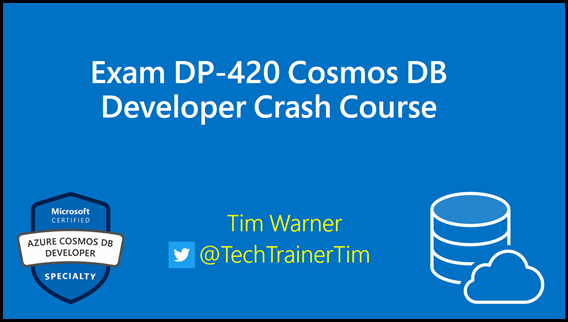 Exam DP-420 Cosmos DB
Developer Crash Course
Tim Warner
@TechTrainerTim
Microsoft
CERTIFIED
AZURE COSMOS DB
DEVELOPER
SPECIALTY